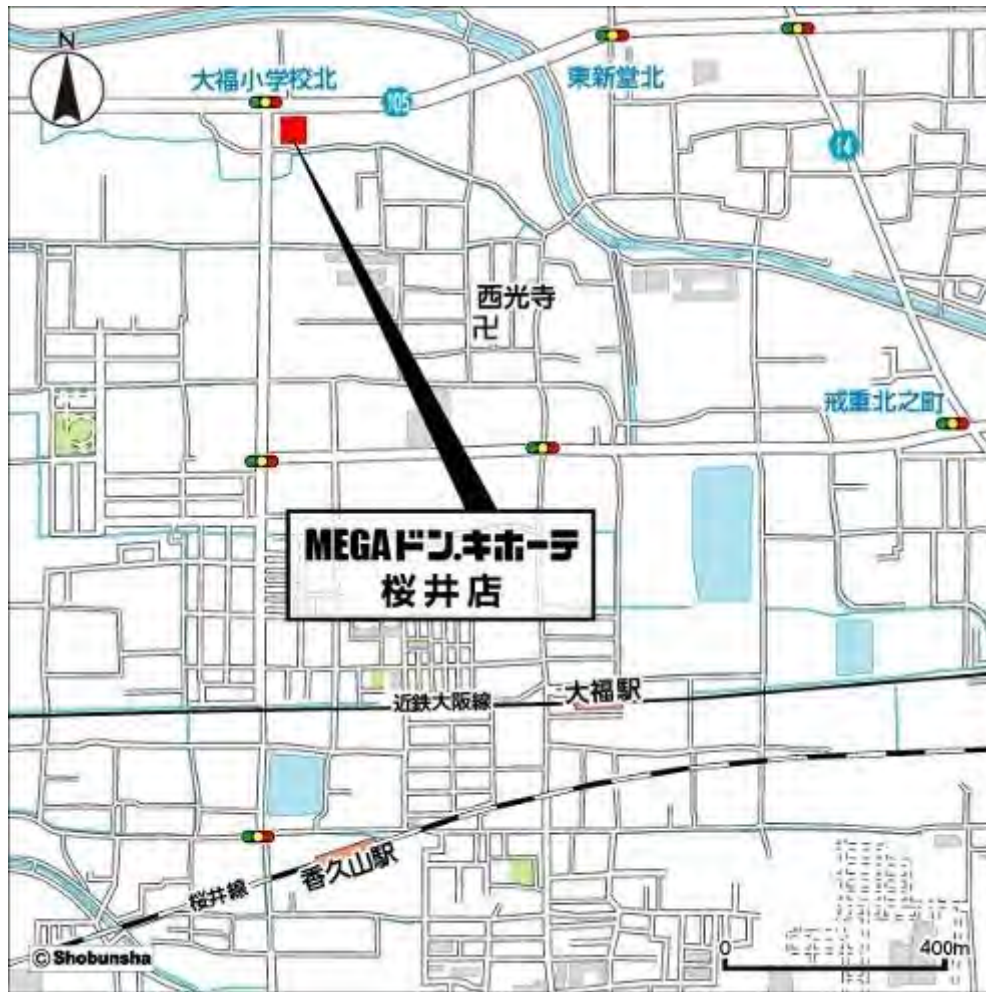 N
大福小学校北
105
東新堂北
14
西光寺
卍
戒重北之町
MEGAドン.キホーテ
桜井店
大福駅
近鉄大阪線
香久山駅
桜井線
© Shobunsha
0 400m